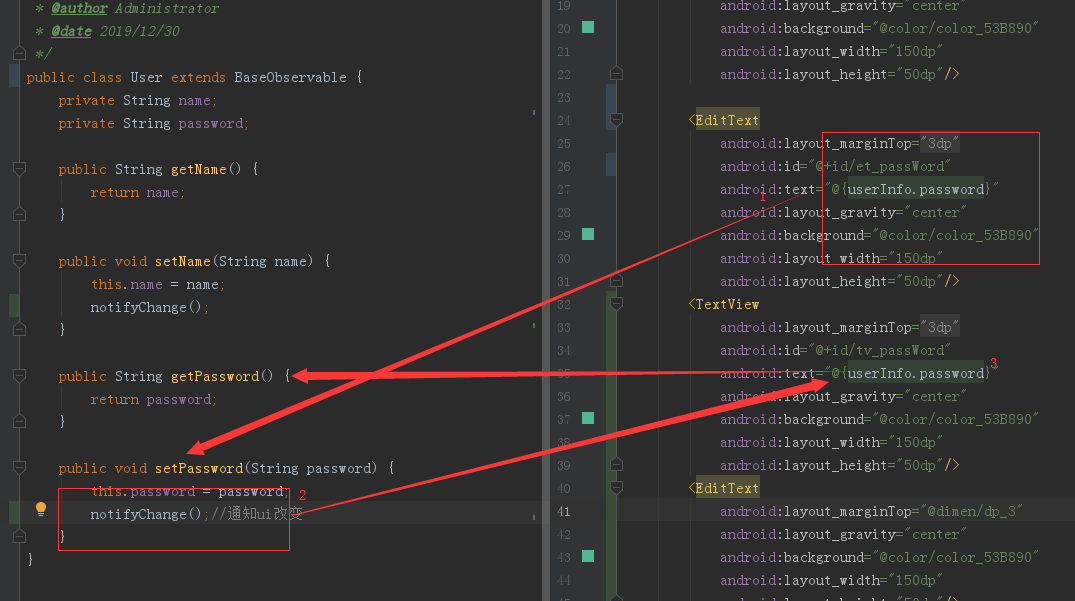 * @author Administrator
* @date 2019/12/30
*/
public class User extends BaseObservable {
private String name;
private String password;
public String getName() {
return name;
}
public void setName(String name) {
this.name = name;
notifyChange();
}
public String getPassword() {
return password;
}
public void setPassword(String password) {
this.password = password;
2
notifyChange();//通知ui改变
}
}
19 android:layout_gravity="center"
20 android:background="@color/color_53B890"
21 android:layout_width="150dp"
22 android:layout_height="50dp"/>
23
24 <EditText
25 android:layout_marginTop="3dp"
26 android:id="@+id/et_passWord"
27 android:text="@{userInfo.password}"
1
28 android:layout_gravity="center"
29 android:background="@color/color_53B890"
30 android:layout_width="150dp"
31 android:layout_height="50dp"/>
32 <TextView
33 android:layout_marginTop="3dp"
34 android:id="@+id/tv_passWord"
3
35 android:text="@{userInfo.password}"
36 android:layout_gravity="center"
37 android:background="@color/color_53B890"
38 android:layout_width="150dp"
39 android:layout_height="50dp"/>
40 <EditText
41 android:layout_marginTop="@dimen/dp_3"
42 android:layout_gravity="center"
43 android:background="@color/color_53B890"
44 android:layout_width="150dp"